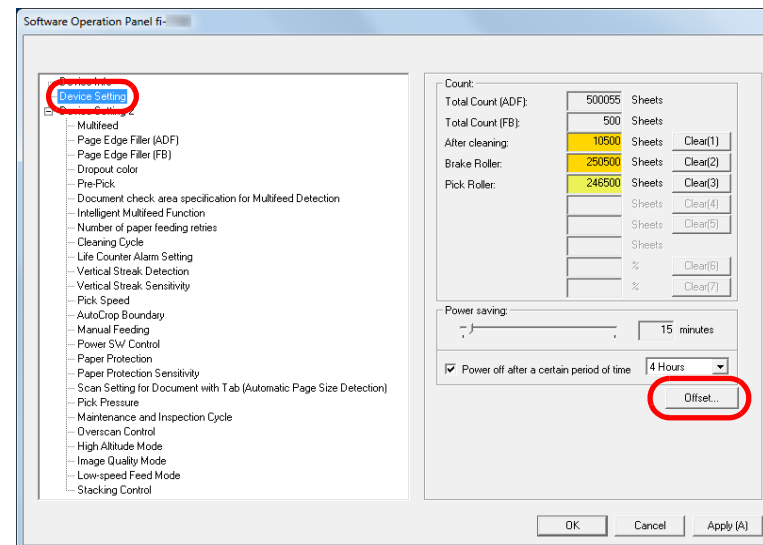 Software Operation Panel fi-
Device Info
Device Setting
Device Setting 2
Multifeed
Page Edge Filler (ADF)
Page Edge Filler (FB)
Dropout color
Pre-Pick
Document check area specification for Multifeed Detection
Intelligent Multifeed Function
Number of paper feeding retries
Cleaning Cycle
Life Counter Alarm Setting
Vertical Streak Detection
Vertical Streak Sensitivity
Pick Speed
AutoCrop Boundary
Manual Feeding
Power SW Control
Paper Protection
Paper Protection Sensitivity
Scan Setting for Document with Tab (Automatic Page Size Detection)
Pick Pressure
Maintenance and Inspection Cycle
Overscan Control
High Altitude Mode
Image Quality Mode
Low-speed Feed Mode
Stacking Control
Count:
Total Count (ADF): 500055 Sheets
Total Count (FB): 500 Sheets
After cleaning: 10500 Sheets Clear(1)
Brake Roller: 250500 Sheets Clear(2)
Pick Roller: 246500 Sheets Clear(3)
Sheets Clear(4)
Sheets Clear(5)
Sheets
% Clear(6)
% Clear(7)
Power saving:
15 minutes
Power off after a certain period of time 4 Hours
Offset...
OK Cancel Apply (A)